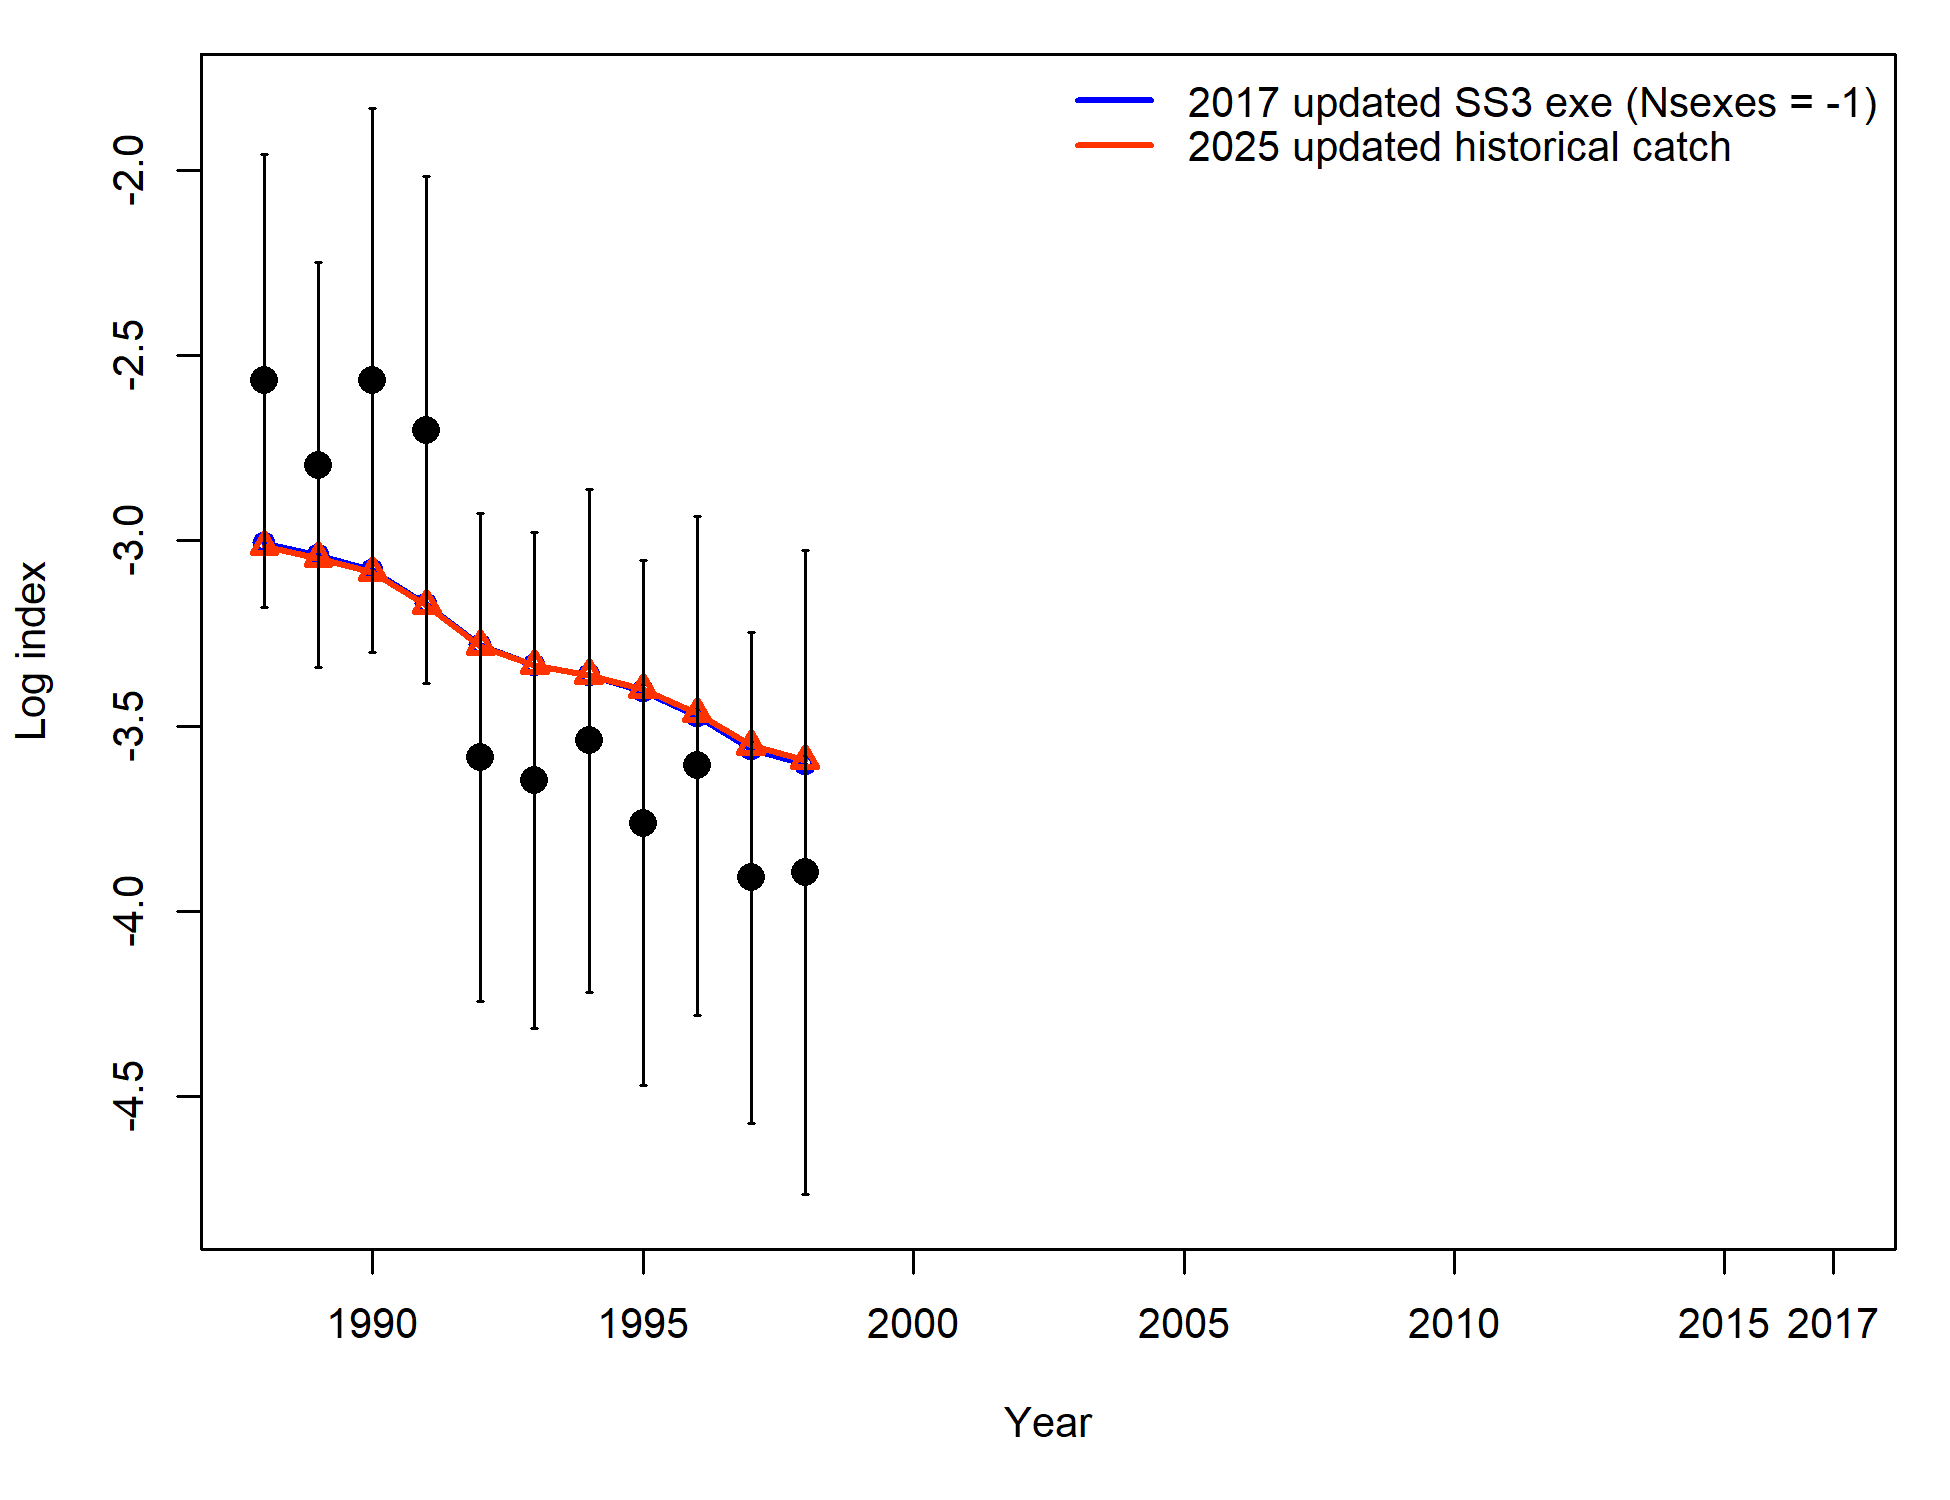 2017 updated SS3 exe (Nsexes = -1)
2025 updated historical catch
Log index
-2.0
-2.5
-3.0
-3.5
-4.0
-4.5
1990 1995 2000 2005 2010 2015 2017
Year